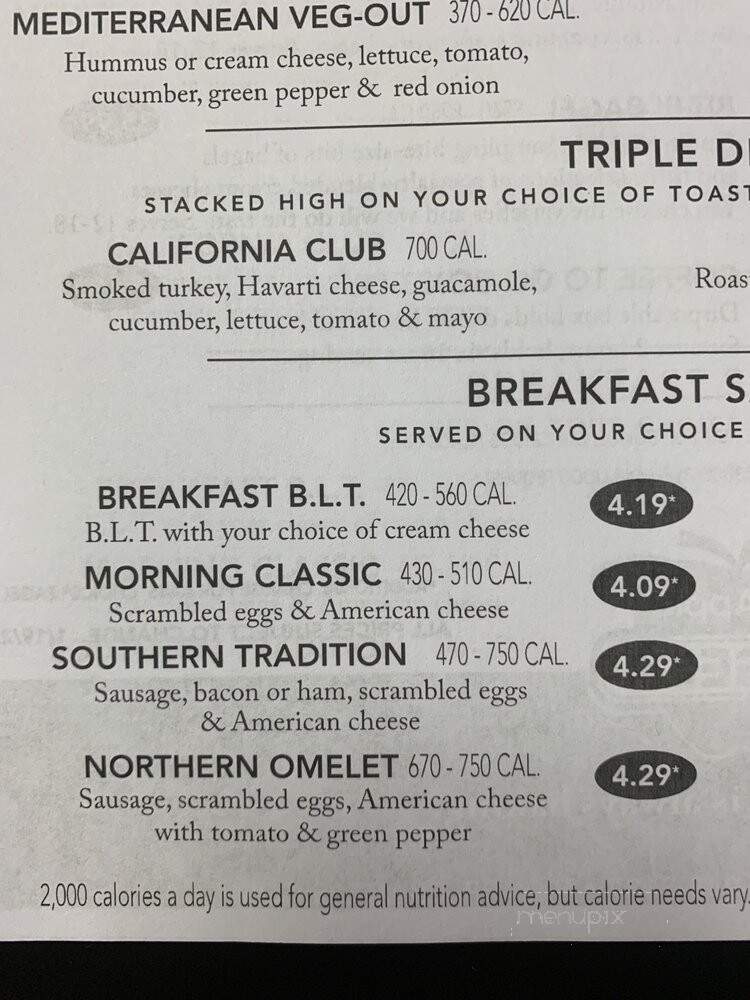 MEDITERRANEAN VEG-OUT 370 - 620 CAL.
Hummus or cream cheese, lettuce, tomato,
cucumber, green pepper & red onion
TRIPLE
STACKED HIGH ON YOUR CHOICE OF
CALIFORNIA CLUB 700 CAL.
Smoked turkey, Havarti cheese, guacamole,
cucumber, lettuce, tomato & mayo
BREAKFAST
SERVED ON YOUR CHOICE
BREAKFAST B.L.T. 420 - 560 CAL. 4.19*
B.L.T. with your choice of cream cheese
MORNING CLASSIC 430 - 510 CAL. 4.09*
Scrambled eggs & American cheese
SOUTHERN TRADITION 470 - 750 CAL. 4.29*
Sausage, bacon or ham, scrambled eggs
& American cheese
NORTHERN OMELET 670 - 750 CAL. 4.29*
Sausage, scrambled eggs, American cheese
with tomato & green pepper
2,000 calories a day is used for general nutrition advice, but calorie needs vary.
menupix